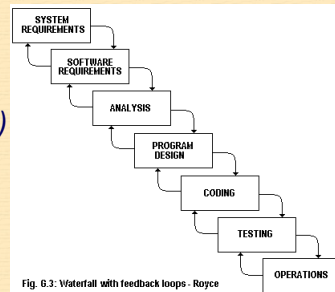 SYSTEM
REQUIREMENTS
SOFTWARE
REQUIREMENTS
)
ANALYSIS
PROGRAM
DESIGN
CODING
TESTING
OPERATIONS
Fig. 6.3: Waterfall with feedback loops - Royce